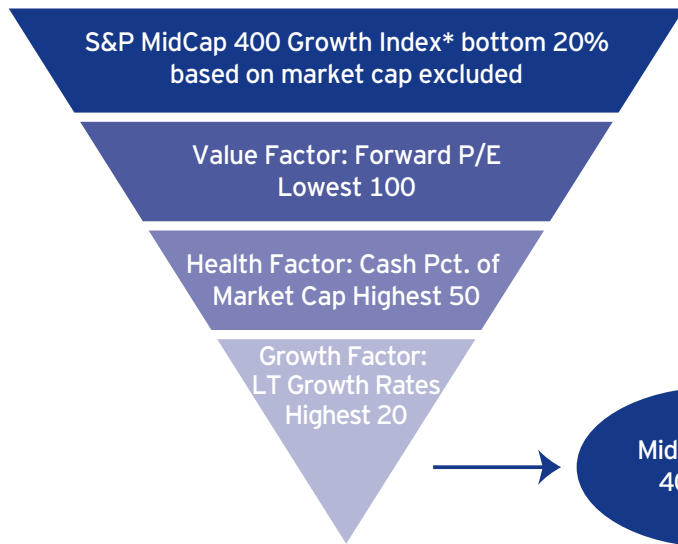 S&P MidCap 400 Growth Index* bottom 20%
based on market cap excluded
Value Factor: Forward P/E
Lowest 100
Health Factor: Cash Pct. of
Market Cap Highest 50
Growth Factor:
LT Growth Rates
Highest 20
Mid